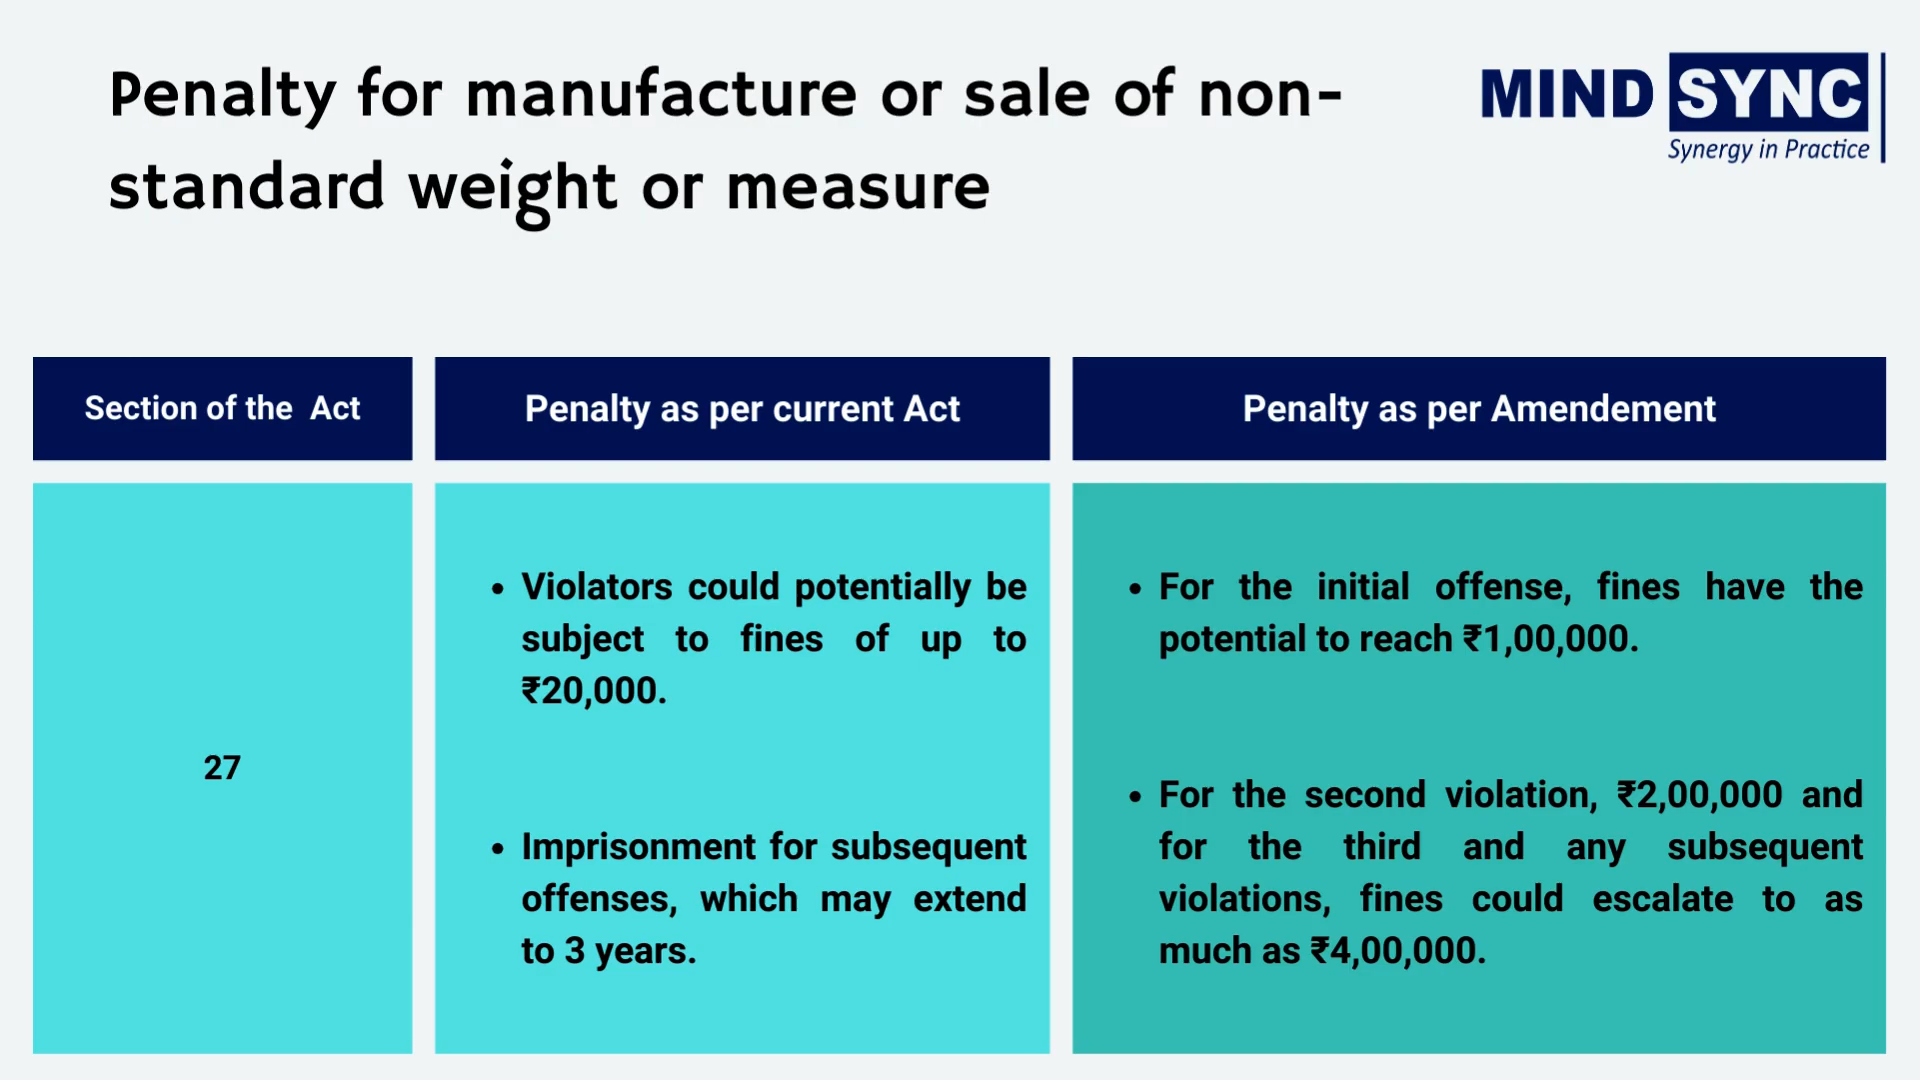 Penalty for manufacture or sale of non-
standard weight or measure
MIND SYNC
Synergy in Practice
Section of the Act
Penalty as per current Act
Penalty as per Amendement
27
• Violators could potentially be
subject to fines of up to
₹20,000.
• Imprisonment for subsequent
offenses, which may extend
to 3 years.
• For the initial offense, fines have the
potential to reach ₹1,00,000.
• For the second violation, ₹2,00,000 and
for the third and any subsequent
violations, fines could escalate to as
much as ₹4,00,000.